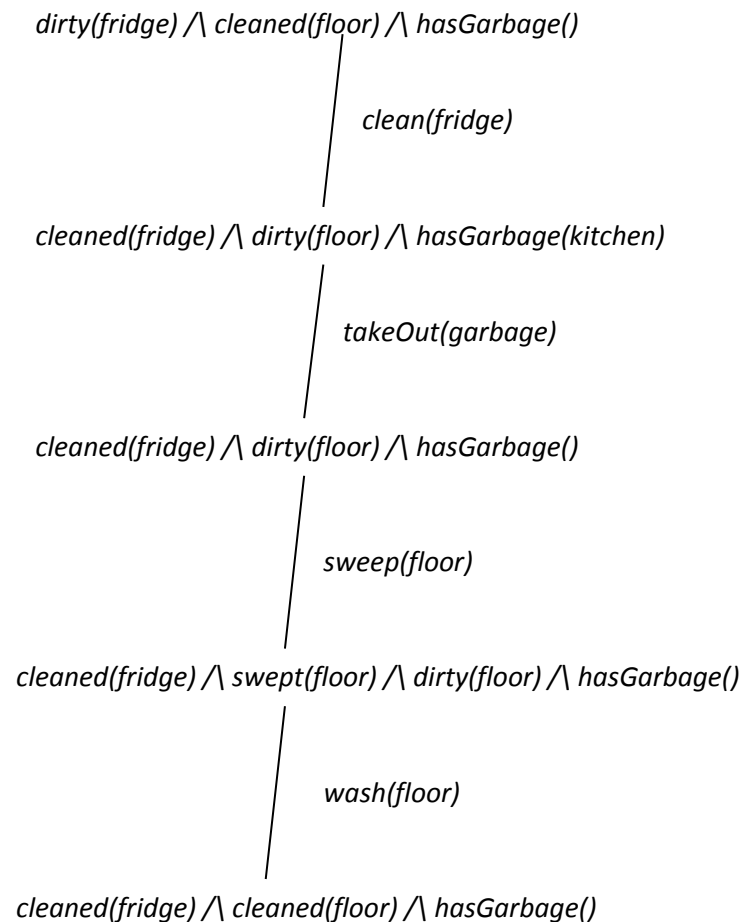 dirty(fridge) /\ cleaned(floor) /\ hasGarbage()
clean(fridge)
cleaned(fridge) /\ dirty(floor) /\ hasGarbage(kitchen)
takeOut(garbage)
cleaned(fridge) /\ dirty(floor) /\ hasGarbage()
sweep(floor)
cleaned(fridge) /\ swept(floor) /\ dirty(floor) /\ hasGarbage()
wash(floor)
cleaned(fridge) /\ cleaned(floor) /\ hasGarbage()